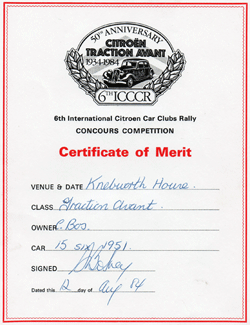 50TH ANNIVERSARY
CITROËN
TRACTION AVANT
1934-1984
6TH ICCCR
6th International Citroen Car Clubs Rally
CONCOURS COMPETITION
Certificate of Merit
VENUE & DATE Knebworth House.
CLASS Traction Avant.
OWNER C. Bos.
CAR 15 six 1951.
SIGNED
Dated this 12 day of Aug 84